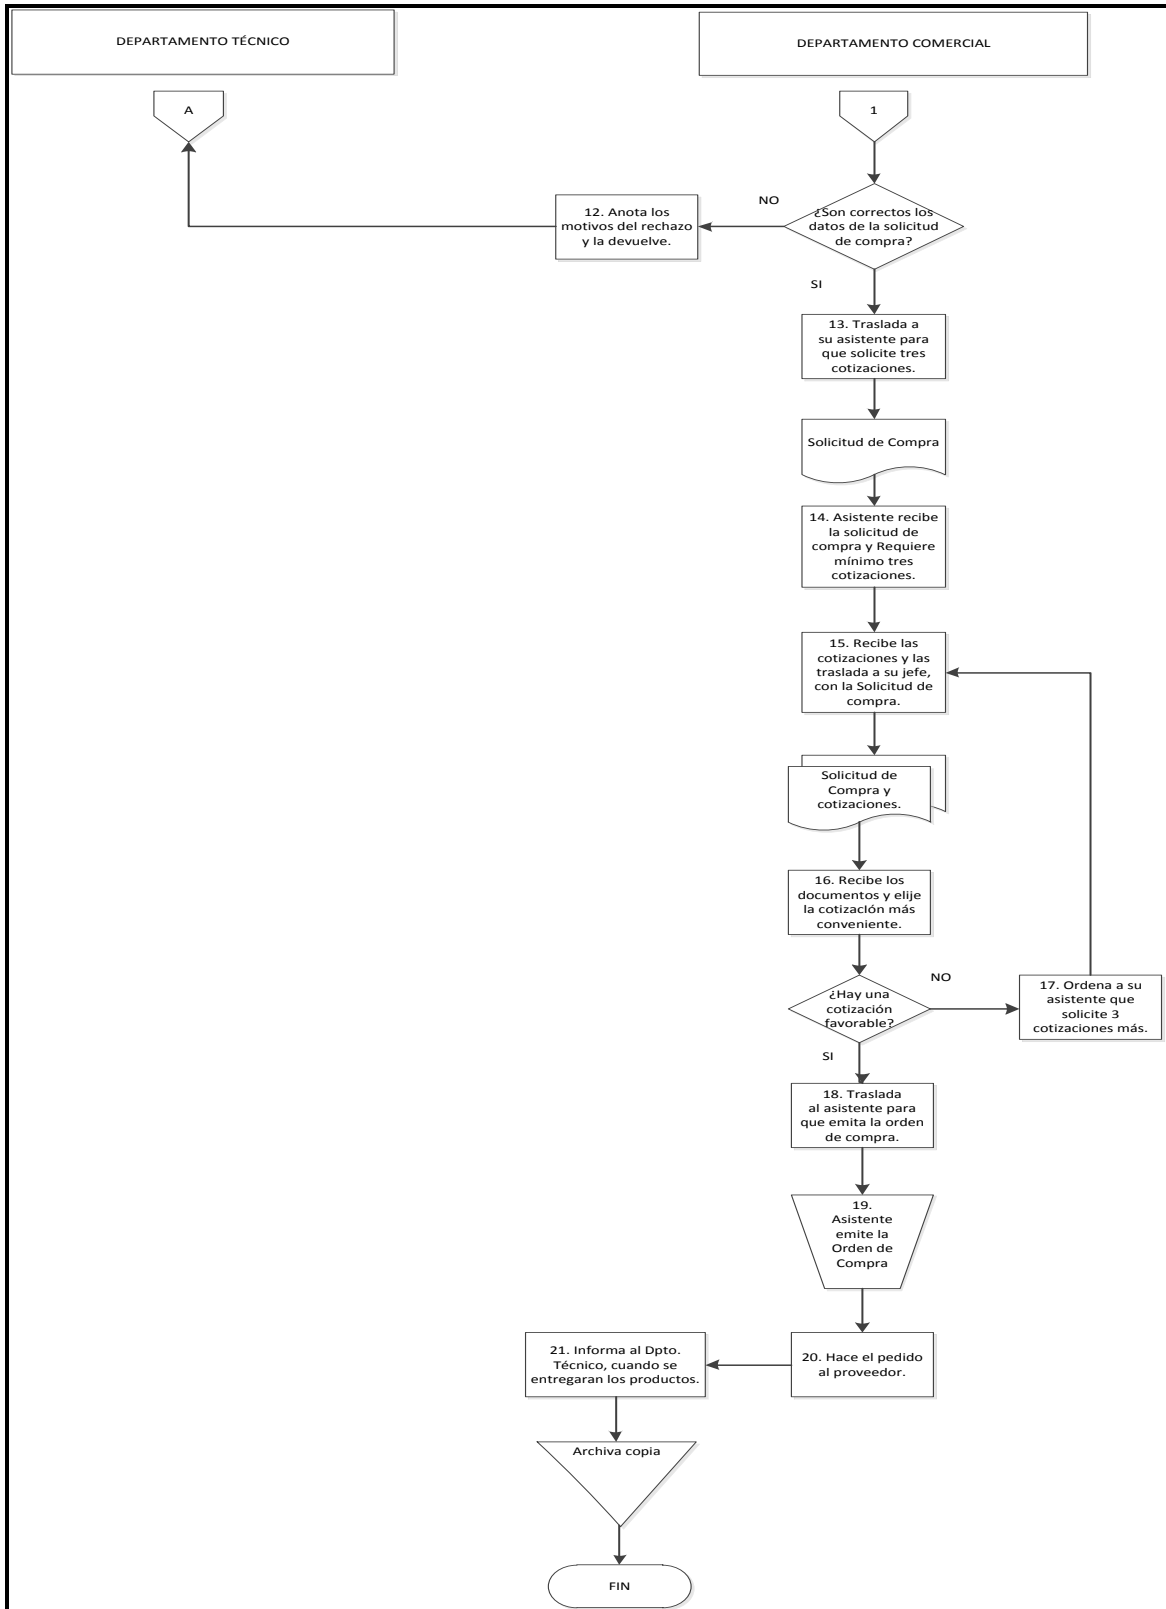 DEPARTAMENTO TÉCNICO
DEPARTAMENTO COMERCIAL
A
1
NO
¿Son correctos los
datos de la solicitud
de compra?
12. Anota los
motivos del rechazo
y la devuelve.
SI
13. Traslada a
su asistente para
que solicite tres
cotizaciones.
Solicitud de Compra
14. Asistente recibe
la solicitud de
compra y Requiere
mínimo tres
cotizaciones.
15. Recibe las
cotizaciones y las
traslada a su jefe,
con la Solicitud de
compra.
Solicitud de
Compra y
cotizaciones.
16. Recibe los
documentos y elije
la cotización más
conveniente.
¿Hay una
cotización
favorable?
NO
17. Ordena a su
asistente que
solicite 3
cotizaciones más.
SI
18. Traslada
al asistente para
que emita la orden
de compra.
19.
Asistente
emite la
Orden de
Compra
20. Hace el pedido
al proveedor.
21. Informa al Dpto.
Técnico, cuando se
entregaran los productos.
Archiva copia
FIN